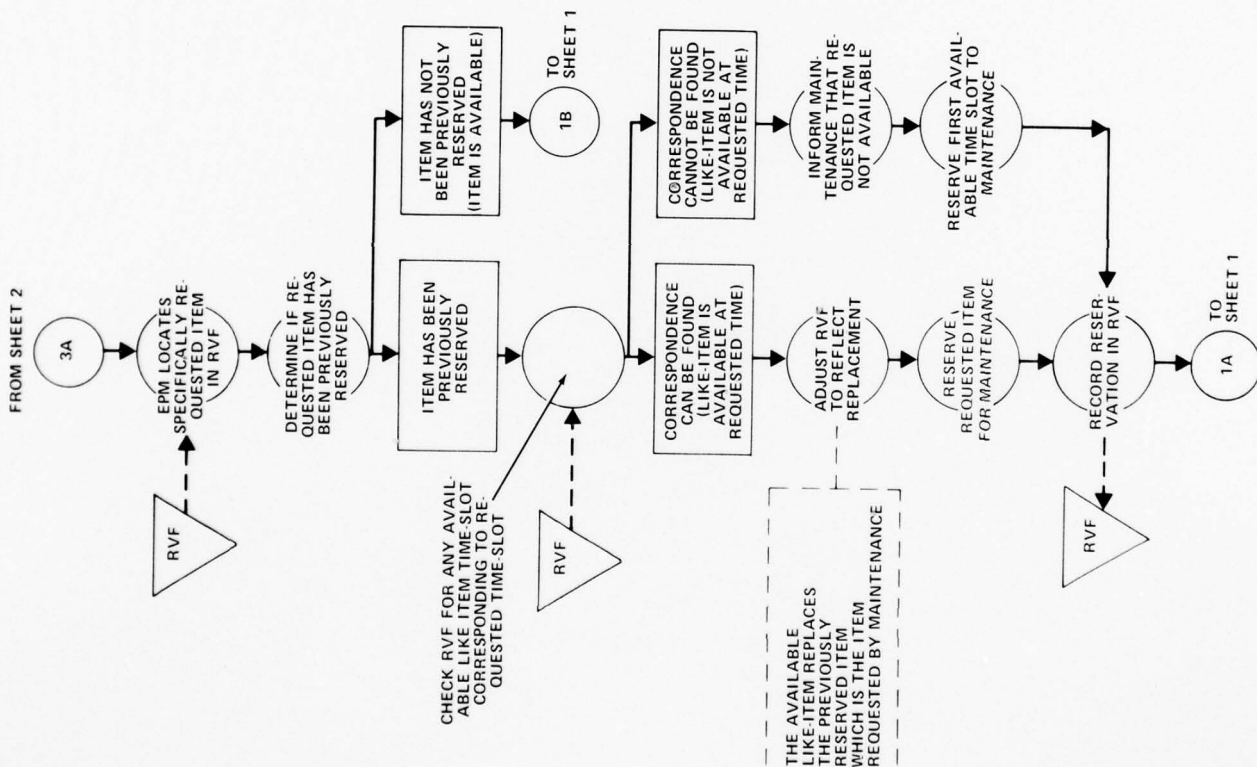 FROM SHEET 2
3A
EPM LOCATES
SPECIFICALLY RE-
QUESTED ITEM
IN RVF
RVF
DETERMINE IF RE-
QUESTED ITEM HAS
BEEN PREVIOUSLY
RESERVED
ITEM HAS BEEN
PREVIOUSLY
RESERVED
ITEM HAS NOT
BEEN PREVIOUSLY
RESERVED
(ITEM IS AVAILABLE)
1B
TO
SHEET 1
CHECK RVF FOR ANY AVAIL-
ABLE LIKE ITEM TIME-SLOT
CORRESPONDING TO RE-
QUESTED TIME-SLOT
RVF
CORRESPONDENCE
CAN BE FOUND
(LIKE-ITEM IS
AVAILABLE AT
REQUESTED TIME)
CORRESPONDENCE
CANNOT BE FOUND
(LIKE-ITEM IS NOT
AVAILABLE AT
REQUESTED TIME)
ADJUST RVF
TO REFLECT
REPLACEMENT
INFORM MAIN-
TENANCE THAT RE-
QUESTED ITEM IS
NOT AVAILABLE
THE AVAILABLE
LIKE-ITEM REPLACES
THE PREVIOUSLY
RESERVED ITEM
WHICH IS THE ITEM
REQUESTED BY MAINTENANCE
RESERVE
REQUESTED ITEM
FOR MAINTENANCE
RESERVE FIRST AVAIL-
ABLE TIME SLOT TO
MAINTENANCE
RECORD RESER-
VATION IN RVF
RVF
1A
TO
SHEET 1